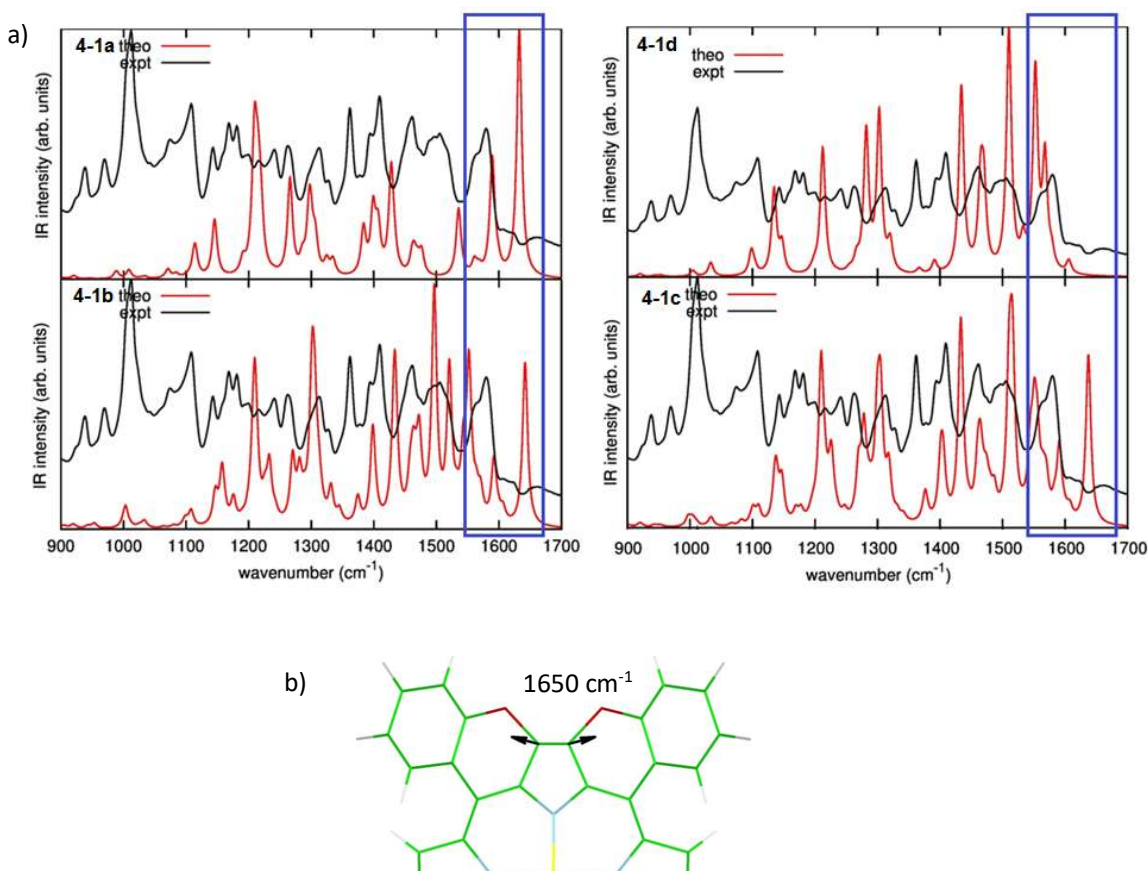 a)
4-1a theo
expt
IR intensity (arb. units)
4-1b theo
expt
IR intensity (arb. units)
900 1000 1100 1200 1300 1400 1500 1600 1700
wavenumber (cm-1)
4-1d
theo
expt
IR intensity (arb. units)
4-1c
theo
expt
IR intensity (arb. units)
900 1000 1100 1200 1300 1400 1500 1600 1700
wavenumber (cm-1)
b)
1650 cm-1